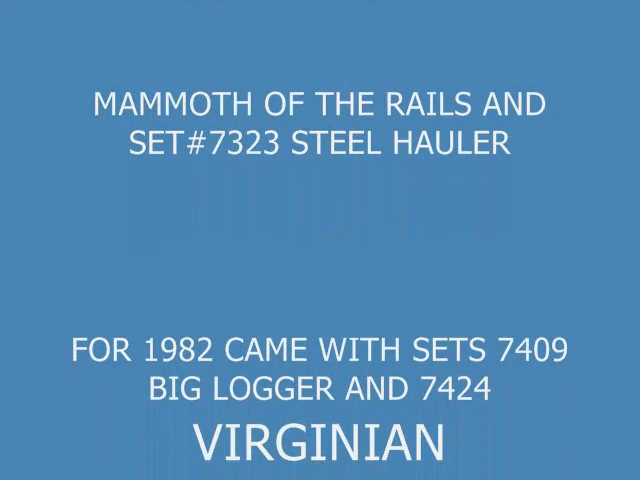 MAMMOTH OF THE RAILS AND
SET#7323 STEEL HAULER
FOR 1982 CAME WITH SETS 7409
BIG LOGGER AND 7424
VIRGINIAN